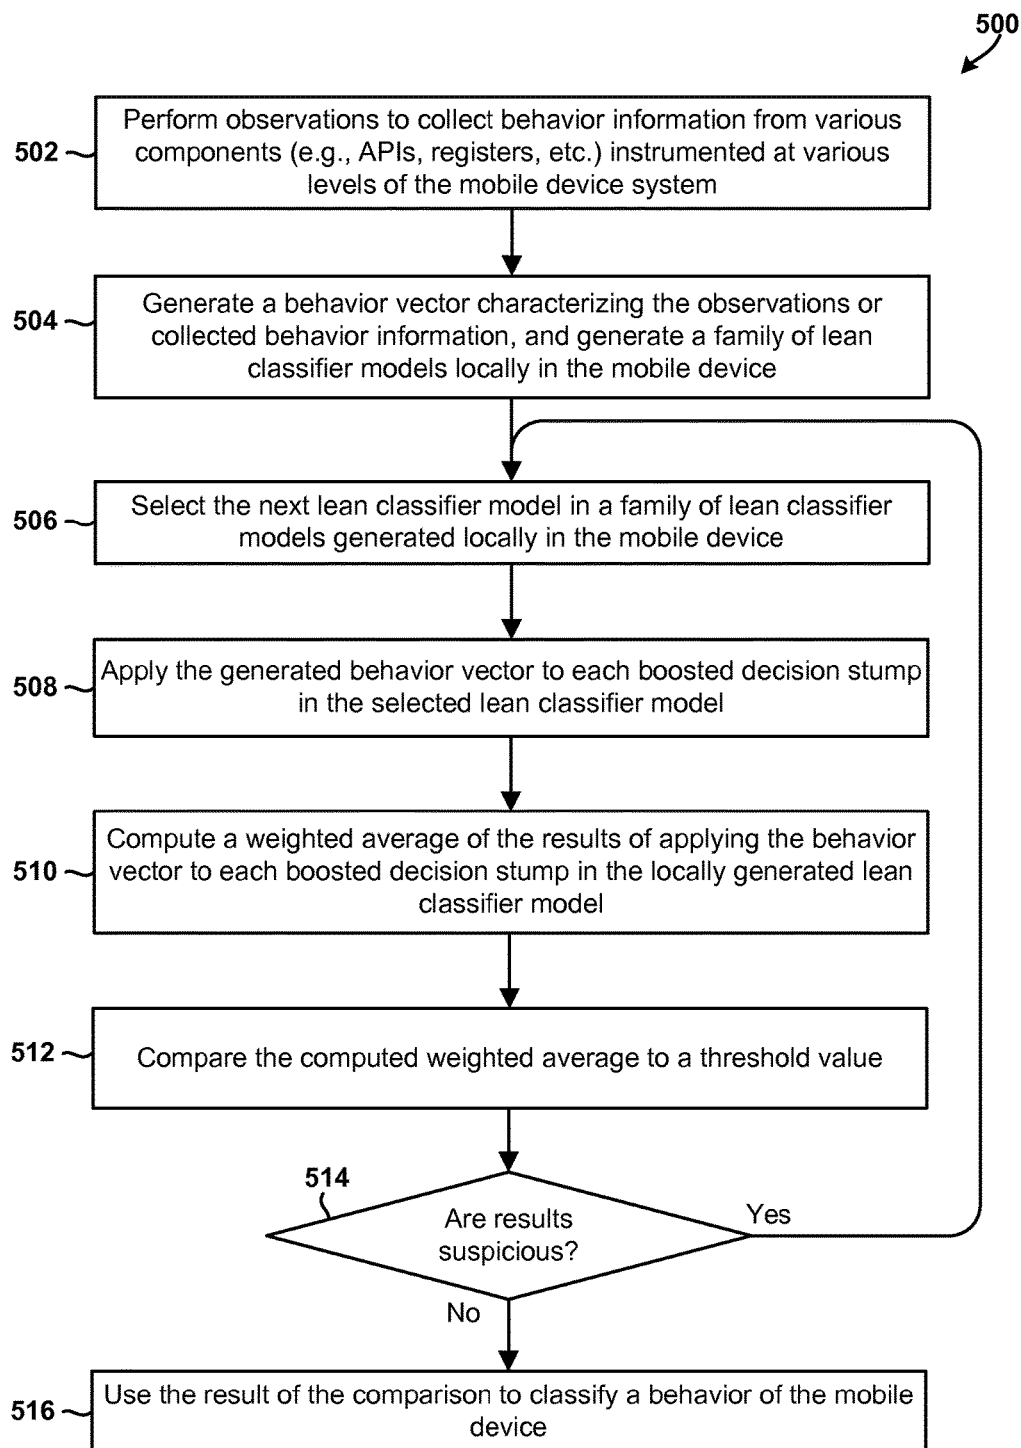 500
502
Perform observations to collect behavior information from various
components (e.g., APIs, registers, etc.) instrumented at various
levels of the mobile device system
504
Generate a behavior vector characterizing the observations or
collected behavior information, and generate a family of lean
classifier models locally in the mobile device
506
Select the next lean classifier model in a family of lean classifier
models generated locally in the mobile device
508
Apply the generated behavior vector to each boosted decision stump
in the selected lean classifier model
510
Compute a weighted average of the results of applying the behavior
vector to each boosted decision stump in the locally generated lean
classifier model
512
Compare the computed weighted average to a threshold value
514
Are results
suspicious?
Yes
No
516
Use the result of the comparison to classify a behavior of the mobile
device